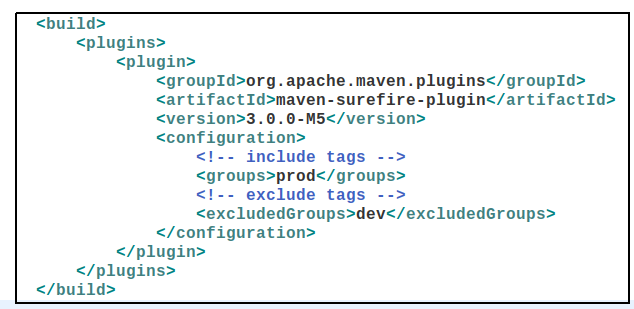 <build>
    <plugins>
        <plugin>
            <groupId>org.apache.maven.plugins</groupId>
            <artifactId>maven-surefire-plugin</artifactId>
            <version>3.0.0-M5</version>
            <configuration>
                <!-- include tags -->
                <groups>prod</groups>
                <!-- exclude tags -->
                <excludedGroups>dev</excludedGroups>
            </configuration>
        </plugin>
    </plugins>
</build>